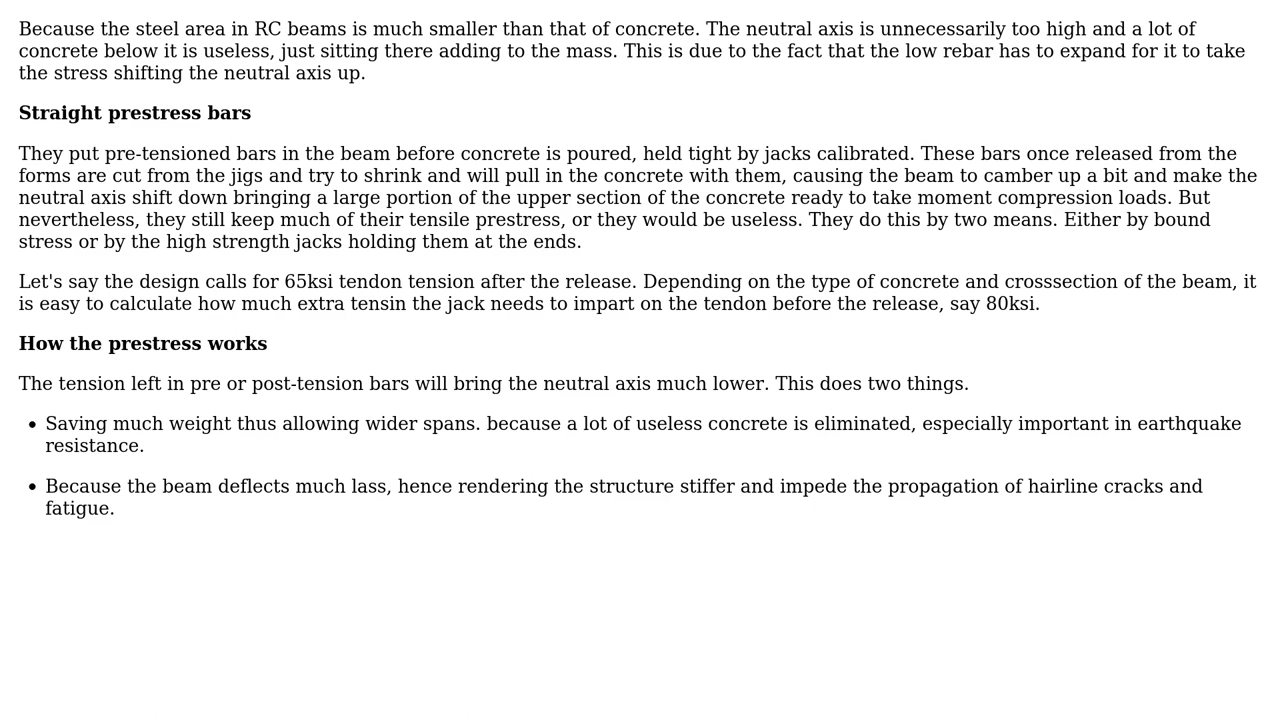 Because the steel area in RC beams is much smaller than that of concrete. The neutral axis is unnecessarily too high and a lot of
concrete below it is useless, just sitting there adding to the mass. This is due to the fact that the low rebar has to expand for it to take
the stress shifting the neutral axis up.
Straight prestress bars
They put pre-tensioned bars in the beam before concrete is poured, held tight by jacks calibrated. These bars once released from the
forms are cut from the jigs and try to shrink and will pull in the concrete with them, causing the beam to camber up a bit and make the
neutral axis shift down bringing a large portion of the upper section of the concrete ready to take moment compression loads. But
nevertheless, they still keep much of their tensile prestress, or they would be useless. They do this by two means. Either by bound
stress or by the high strength jacks holding them at the ends.
Let's say the design calls for 65ksi tendon tension after the release. Depending on the type of concrete and crosssection of the beam, it
is easy to calculate how much extra tensin the jack needs to impart on the tendon before the release, say 80ksi.
How the prestress works
The tension left in pre or post-tension bars will bring the neutral axis much lower. This does two things.
• Saving much weight thus allowing wider spans. because a lot of useless concrete is eliminated, especially important in earthquake
resistance.
• Because the beam deflects much lass, hence rendering the structure stiffer and impede the propagation of hairline cracks and
fatigue.